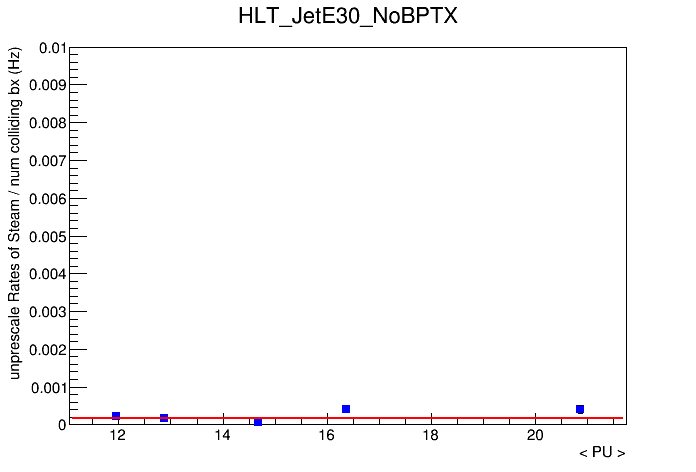 HLT_JetE30_NoBPTX
unprescale Rates of Steam / num colliding bx (Hz)
0.01
0.009
0.008
0.007
0.006
0.005
0.004
0.003
0.002
0.001
0
12 14 16 18 20
< PU >